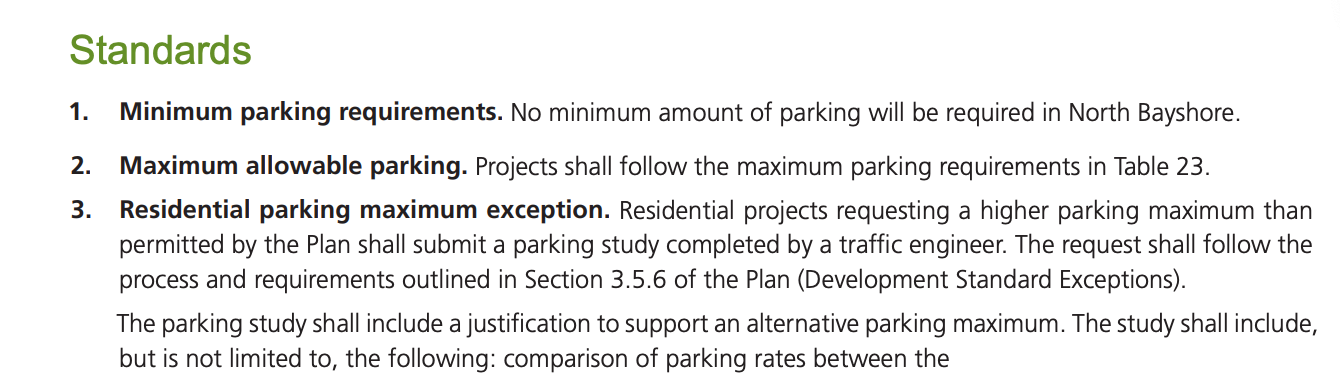 Standards
1. Minimum parking requirements. No minimum amount of parking will be required in North Bayshore.
2. Maximum allowable parking. Projects shall follow the maximum parking requirements in Table 23.
3. Residential parking maximum exception. Residential projects requesting a higher parking maximum than
permitted by the Plan shall submit a parking study completed by a traffic engineer. The request shall follow the
process and requirements outlined in Section 3.5.6 of the Plan (Development Standard Exceptions).
The parking study shall include a justification to support an alternative parking maximum. The study shall include,
but is not limited to, the following: comparison of parking rates between the